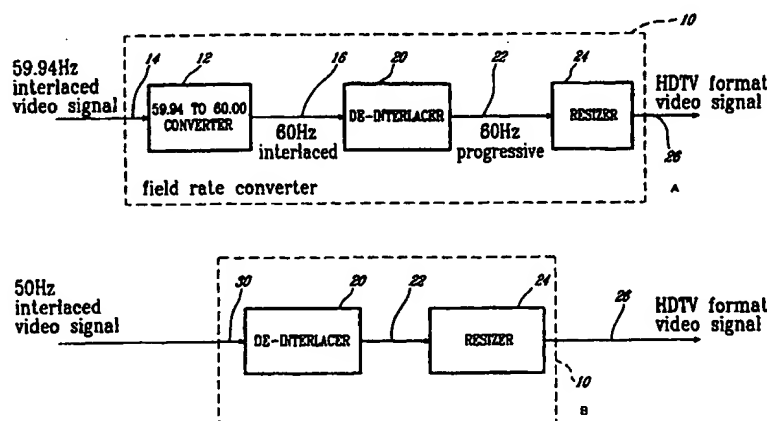 10
59.94Hz
interlaced
video signal
14
12
16
20
22
24
HDTV format
video signal
59.94 TO 60.00
CONVERTER
60Hz
interlaced
DE-INTERLACER
60Hz
progressive
RESIZER
26
field rate converter
A
50Hz
interlaced
video signal
30
20
22
24
26
HDTV format
video signal
DE-INTERLACER
RESIZER
10
B